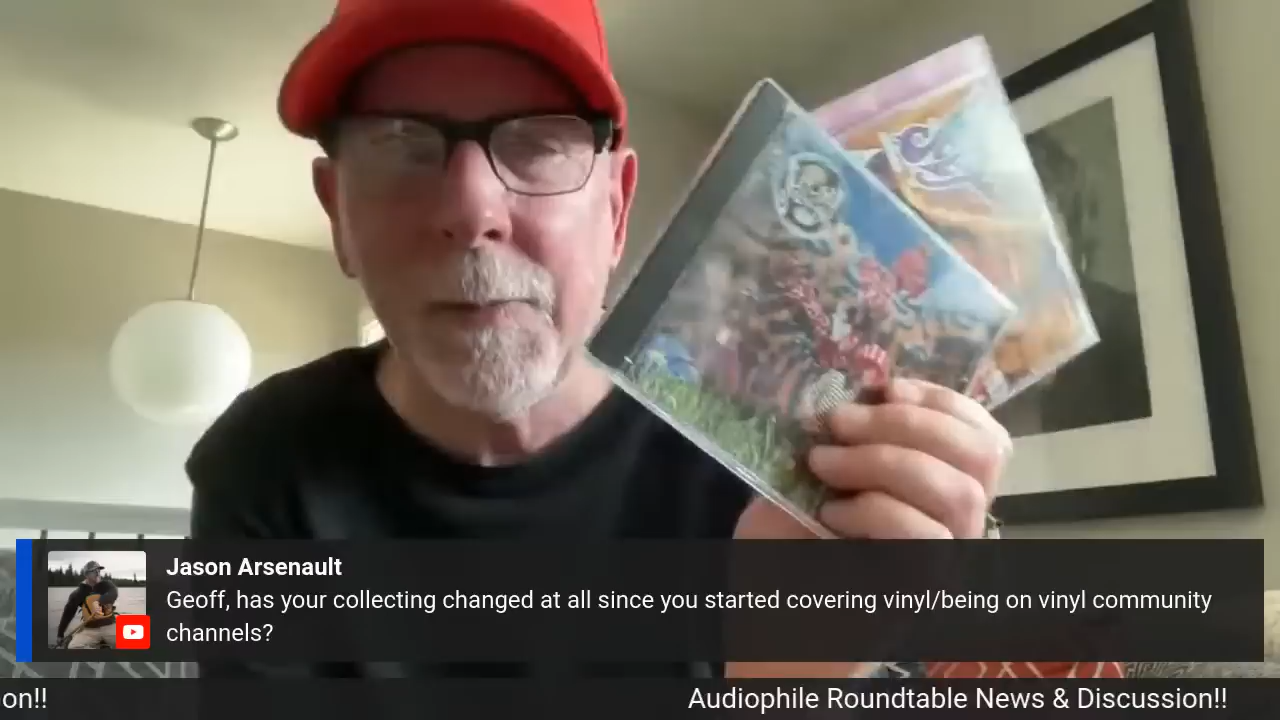 Jason Arsenault
Geoff, has your collecting changed at all since you started covering vinyl/being on vinyl community
channels?
on!!
Audiophile Roundtable News & Discussion!!